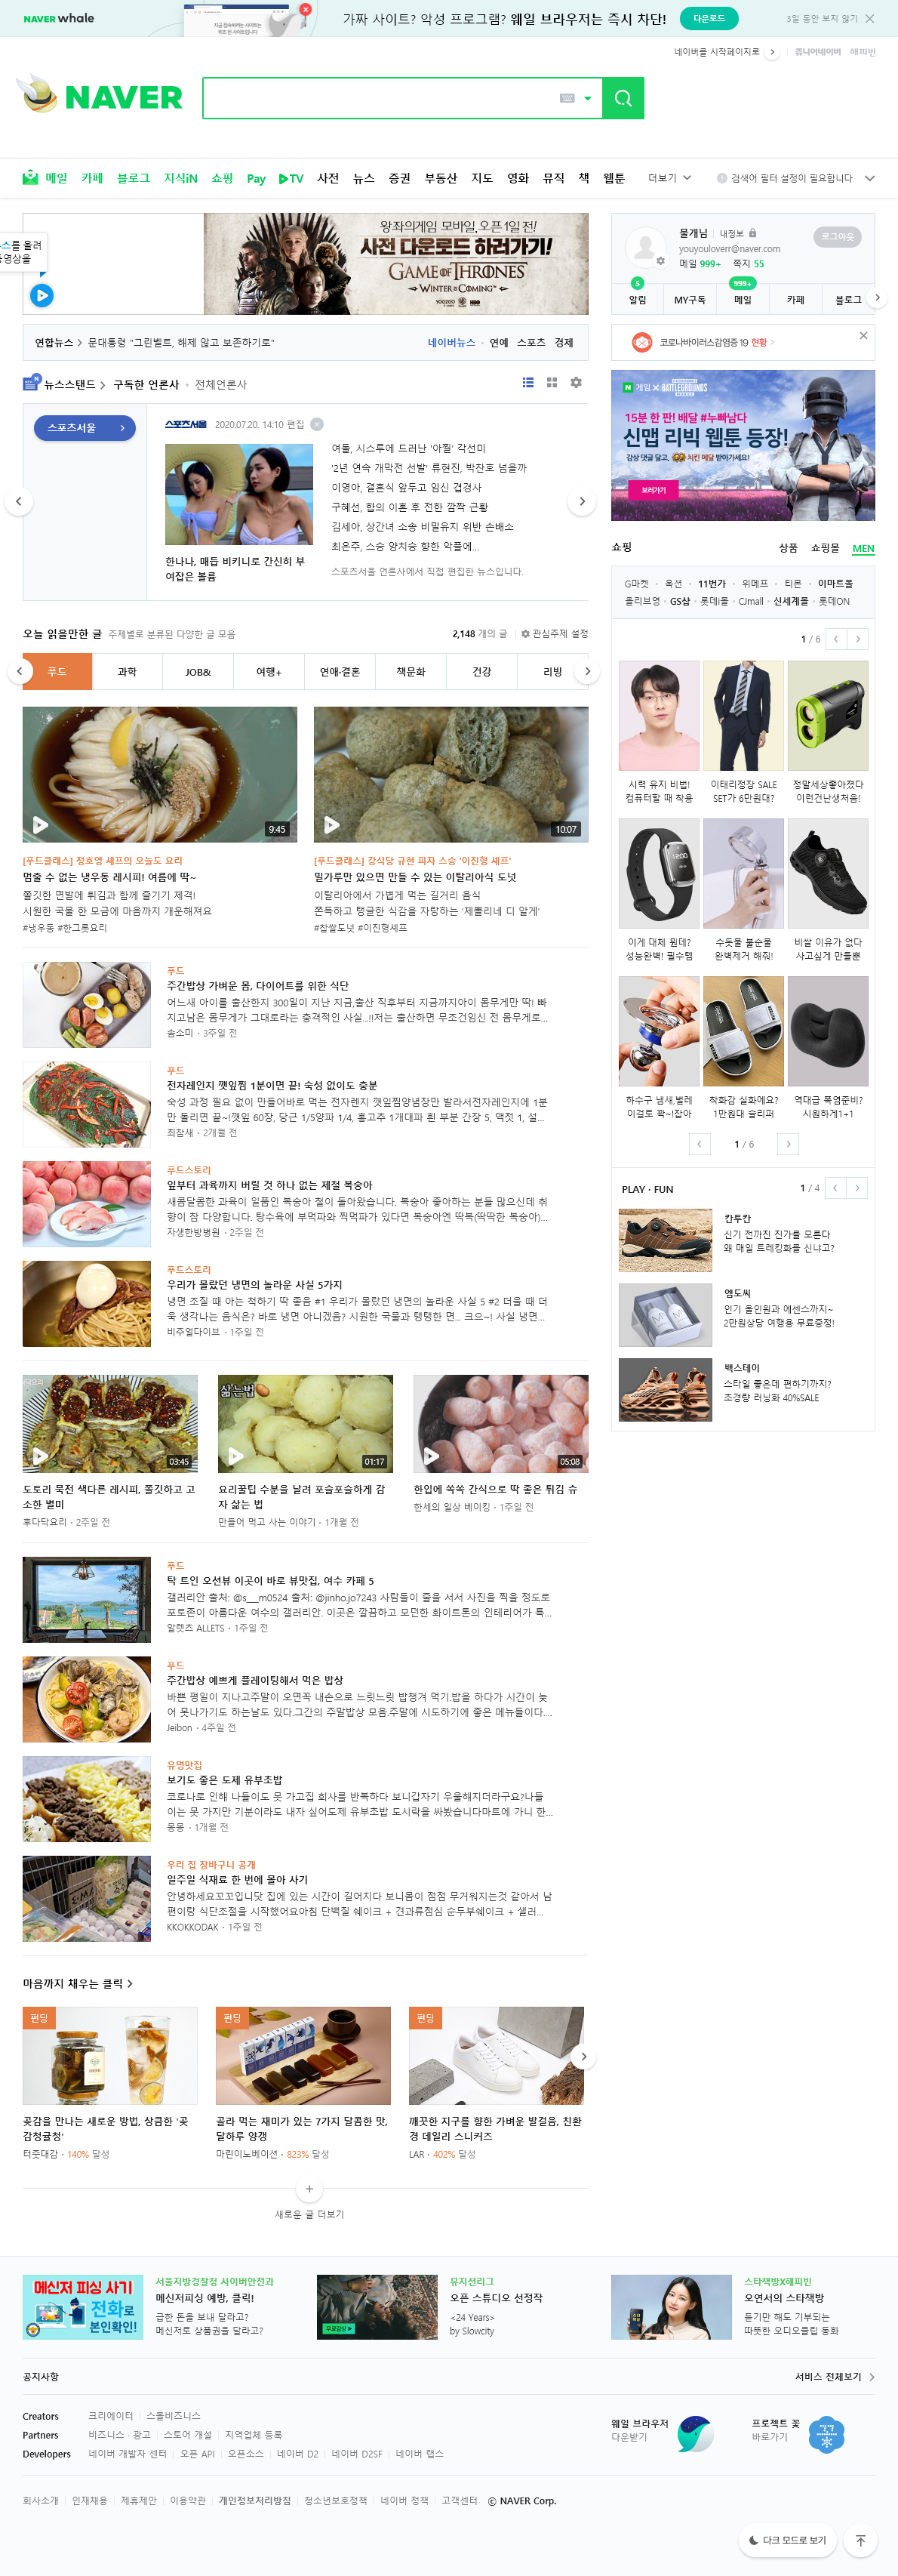 NAVER whale
가짜 사이트? 악성 프로그램? 웹 브라우저는 즉시 차단!
다운로드
3일 동안 보지 않기
네이버를 시작페이지로
쥬니어네이버 해피빈
NAVER
메일 카페 블로그 지식iN 쇼핑 Pay TV 사전 뉴스 증권 부동산 지도 영화 뮤직 책 웹툰 더보기
검색어 필터 설정이 필요합니다
스를 올려
동영상을
왕좌의게임 모바일, 오픈임박!
사전 다운로드 하러가기!
GAME OF THRONES
WINTER IS COMING
물개님 내정보
로그아웃
youyouloverr@naver.com
메일 999+ 쪽지 55
5
999+
알림 MY구독 메일 카페 블로그
연합뉴스 문대통령 "그린벨트, 해제 않고 보존하기로"
네이버뉴스 · 연예 스포츠 경제
코로나바이러스감염증19 현황
뉴스스탠드 구독한 언론사 · 전체언론사
스포츠서울
스포츠서울 2020.07.20. 14:10 편집
한나나, 매듭 비키니로 간신히 부여잡은 볼륨
여돌, 시스루에 드러난 '아찔' 각선미
'2년 연속 개막전 선발' 류현진, 박찬호 넘을까
이영아, 결혼식 앞두고 임신 겹경사
구혜선, 합의 이혼 후 전한 깜짝 근황
김세아, 상간녀 소송 비밀유지 위반 손배소
최은주, 스승 양치승 향한 악플에...
스포츠서울 언론사에서 직접 편집한 뉴스입니다.
N 게임 X BATTLEGROUNDS
15분 한 판! 배달 #누빠났다
신맵 리빅 웹툰 등장!
감상 댓글 달고, 치킨 메달 받아가세요!
보러가기
쇼핑
상품 쇼핑몰 MEN
G마켓 · 옥션 · 11번가 · 위메프 · 티몬 · 이마트몰
올리브영 · GS샵 · 롯데i몰 · CJmall · 신세계몰 · 롯데ON
1 / 6
시력 유지 비법!
컴퓨터할 때 착용
이태리정장 SALE
SET가 6만원대?
정말세상좋아졌다
이런건난생처음!
이게 대체 뭔데?
성능완벽! 필수템
수돗물 불순물
완벽제거 해줘!
비쌀 이유가 없다
사고싶게 만들뿐
하수구 냄새,벌레
이걸로 꽉~!잡아
착화감 실화에요?
1만원대 슬리퍼
역대급 폭염준비?
시원하게1+1
1 / 6
PLAY · FUN
1 / 4
칸투칸
신기 전까진 진가를 모른다
왜 매일 트레킹화를 신냐고?
엠도씨
인기 올인원과 에센스까지~
2만원상당 여행용 무료증정!
백스테이
스타일 좋은데 편하기까지?
초경량 러닝화 40%SALE
오늘 읽을만한 글 주제별로 분류된 다양한 글 모음
2,148 개의 글 관심주제 설정
푸드 과학 JOB& 여행+ 연애·결혼 책문화 건강 리빙
9:45
10:07
[푸드클래스] 정호영 셰프의 오늘도 요리
멈출 수 없는 냉우동 레시피! 여름에 딱~
쫄깃한 면발에 튀김과 함께 즐기기 제격!
시원한 국물 한 모금에 마음까지 개운해져요
#냉우동 #한그릇요리
[푸드클래스] 강식당 규현 피자 스승 '이진형 셰프'
밀가루만 있으면 만들 수 있는 이탈리아식 도넛
이탈리아에서 가볍게 먹는 길거리 음식
쫀득하고 탱글한 식감을 자랑하는 '제뽈리네 디 알게'
#찹쌀도넛 #이진형셰프
푸드
주간밥상 가벼운 몸, 다이어트를 위한 식단
어느새 아이를 출산한지 300일이 지난 지금,출산 직후부터 지금까지아이 몸무게만 딱! 빠
지고남은 몸무게가 그대로라는 충격적인 사실...!!저는 출산하면 무조건임신 전 몸무게로...
솜소미 · 3주일 전
푸드
전자레인지 깻잎찜 1분이면 끝! 숙성 없이도 충분
숙성 과정 필요 없이 만들어바로 먹는 전자렌지 깻잎찜양념장만 발라서전자레인지에 1분
만 돌리면 끝~!깻잎 60장, 당근 1/5양파 1/4, 홍고추 1개대파 흰 부분 간장 5, 액젓 1, 설...
최참새 · 2개월 전
푸드스토리
잎부터 과육까지 버릴 것 하나 없는 제철 복숭아
새콤달콤한 과육이 일품인 복숭아 철이 돌아왔습니다. 복숭아 좋아하는 분들 많으신데 취
향이 참 다양합니다. 탕수육에 부먹파와 찍먹파가 있다면 복숭아엔 딱복(딱딱한 복숭아)...
자생한방병원 · 2주일 전
푸드스토리
우리가 몰랐던 냉면의 놀라운 사실 5가지
냉면 조질 때 아는 척하기 딱 좋음 #1 우리가 몰랐던 냉면의 놀라운 사실 5 #2 더울 때 더
욱 생각나는 음식은? 바로 냉면 아니겠음? 시원한 국물과 탱탱한 면... 크으~! 사실 냉면...
비주얼다이브 · 1주일 전
03:45
삶는법
01:17
05:08
도토리 묵전 색다른 레시피, 쫄깃하고 고소한 별미
후다닥요리 · 2주일 전
요리꿀팁 수분을 날려 포슬포슬하게 감자 삶는 법
만들어 먹고 사는 이야기 · 1개월 전
한입에 쏙쏙 간식으로 딱 좋은 튀김 슈
한세의 일상 베이킹 · 1주일 전
푸드
탁 트인 오션뷰 이곳이 바로 뷰맛집, 여수 카페 5
갤러리안 출처: @s___m0524 출처: @jinho.jo7243 사람들이 줄을 서서 사진을 찍을 정도로
포토존이 아름다운 여수의 갤러리안. 이곳은 깔끔하고 모던한 화이트톤의 인테리어가 특...
알렛츠 ALLETS · 1주일 전
푸드
주간밥상 예쁘게 플레이팅해서 먹은 밥상
바쁜 평일이 지나고주말이 오면꼭 내손으로 느릿느릿 밥챙겨 먹기.밥을 하다가 시간이 늦
어 못나가기도 하는날도 있다.그간의 주말밥상 모음.주말에 시도하기에 좋은 메뉴들이다....
Jeibon · 4주일 전
유명맛집
보기도 좋은 도제 유부초밥
코로나로 인해 나들이도 못 가고집 회사를 반복하다 보니갑자기 우울해지더라구요?나들
이는 못 가지만 기분이라도 내자 싶어도제 유부초밥 도시락을 싸봤습니다마트에 가니 한...
몽몽 · 1개월 전
우리 집 장바구니 공개
일주일 식재료 한 번에 몰아 사기
안녕하세요꼬꼬입니닷 집에 있는 시간이 길어지다 보니몸이 점점 무거워지는것 같아서 남
편이랑 식단조절을 시작했어요아침 단백질 쉐이크 + 견과류점심 순두부쉐이크 + 샐러...
KKOKKODAK · 1주일 전
마음까지 채우는 클릭
펀딩
펀딩
펀딩
곶감을 만나는 새로운 방법, 상큼한 '곶감청귤청'
터줏대감 · 140% 달성
골라 먹는 재미가 있는 7가지 달콤한 맛, 달하루 양갱
마린이노베이션 · 823% 달성
깨끗한 지구를 향한 가벼운 발걸음, 친환경 데일리 스니커즈
LAR · 402% 달성
새로운 글 더보기
메신저 피싱 사기
전화로
본인확인!
서울지방경찰청 사이버안전과
메신저피싱 예방, 클릭!
급한 돈을 보내 달라고?
메신저로 상품권을 달라고?
무료감상
뮤지션리그
오픈 스튜디오 선정작
<24 Years>
by Slowcity
스타책방X해피빈
오연서의 스타책방
듣기만 해도 기부되는
따뜻한 오디오클립 동화
공지사항
서비스 전체보기
Creators 크리에이터 스몰비즈니스
Partners 비즈니스 · 광고 스토어 개설 지역업체 등록
Developers 네이버 개발자 센터 오픈 API 오픈소스 네이버 D2 네이버 D2SF 네이버 랩스
웨일 브라우저
다운받기
프로젝트 꽃
바로가기
회사소개 인재채용 제휴제안 이용약관 개인정보처리방침 청소년보호정책 네이버 정책 고객센터 ⓒ NAVER Corp.
다크 모드로 보기